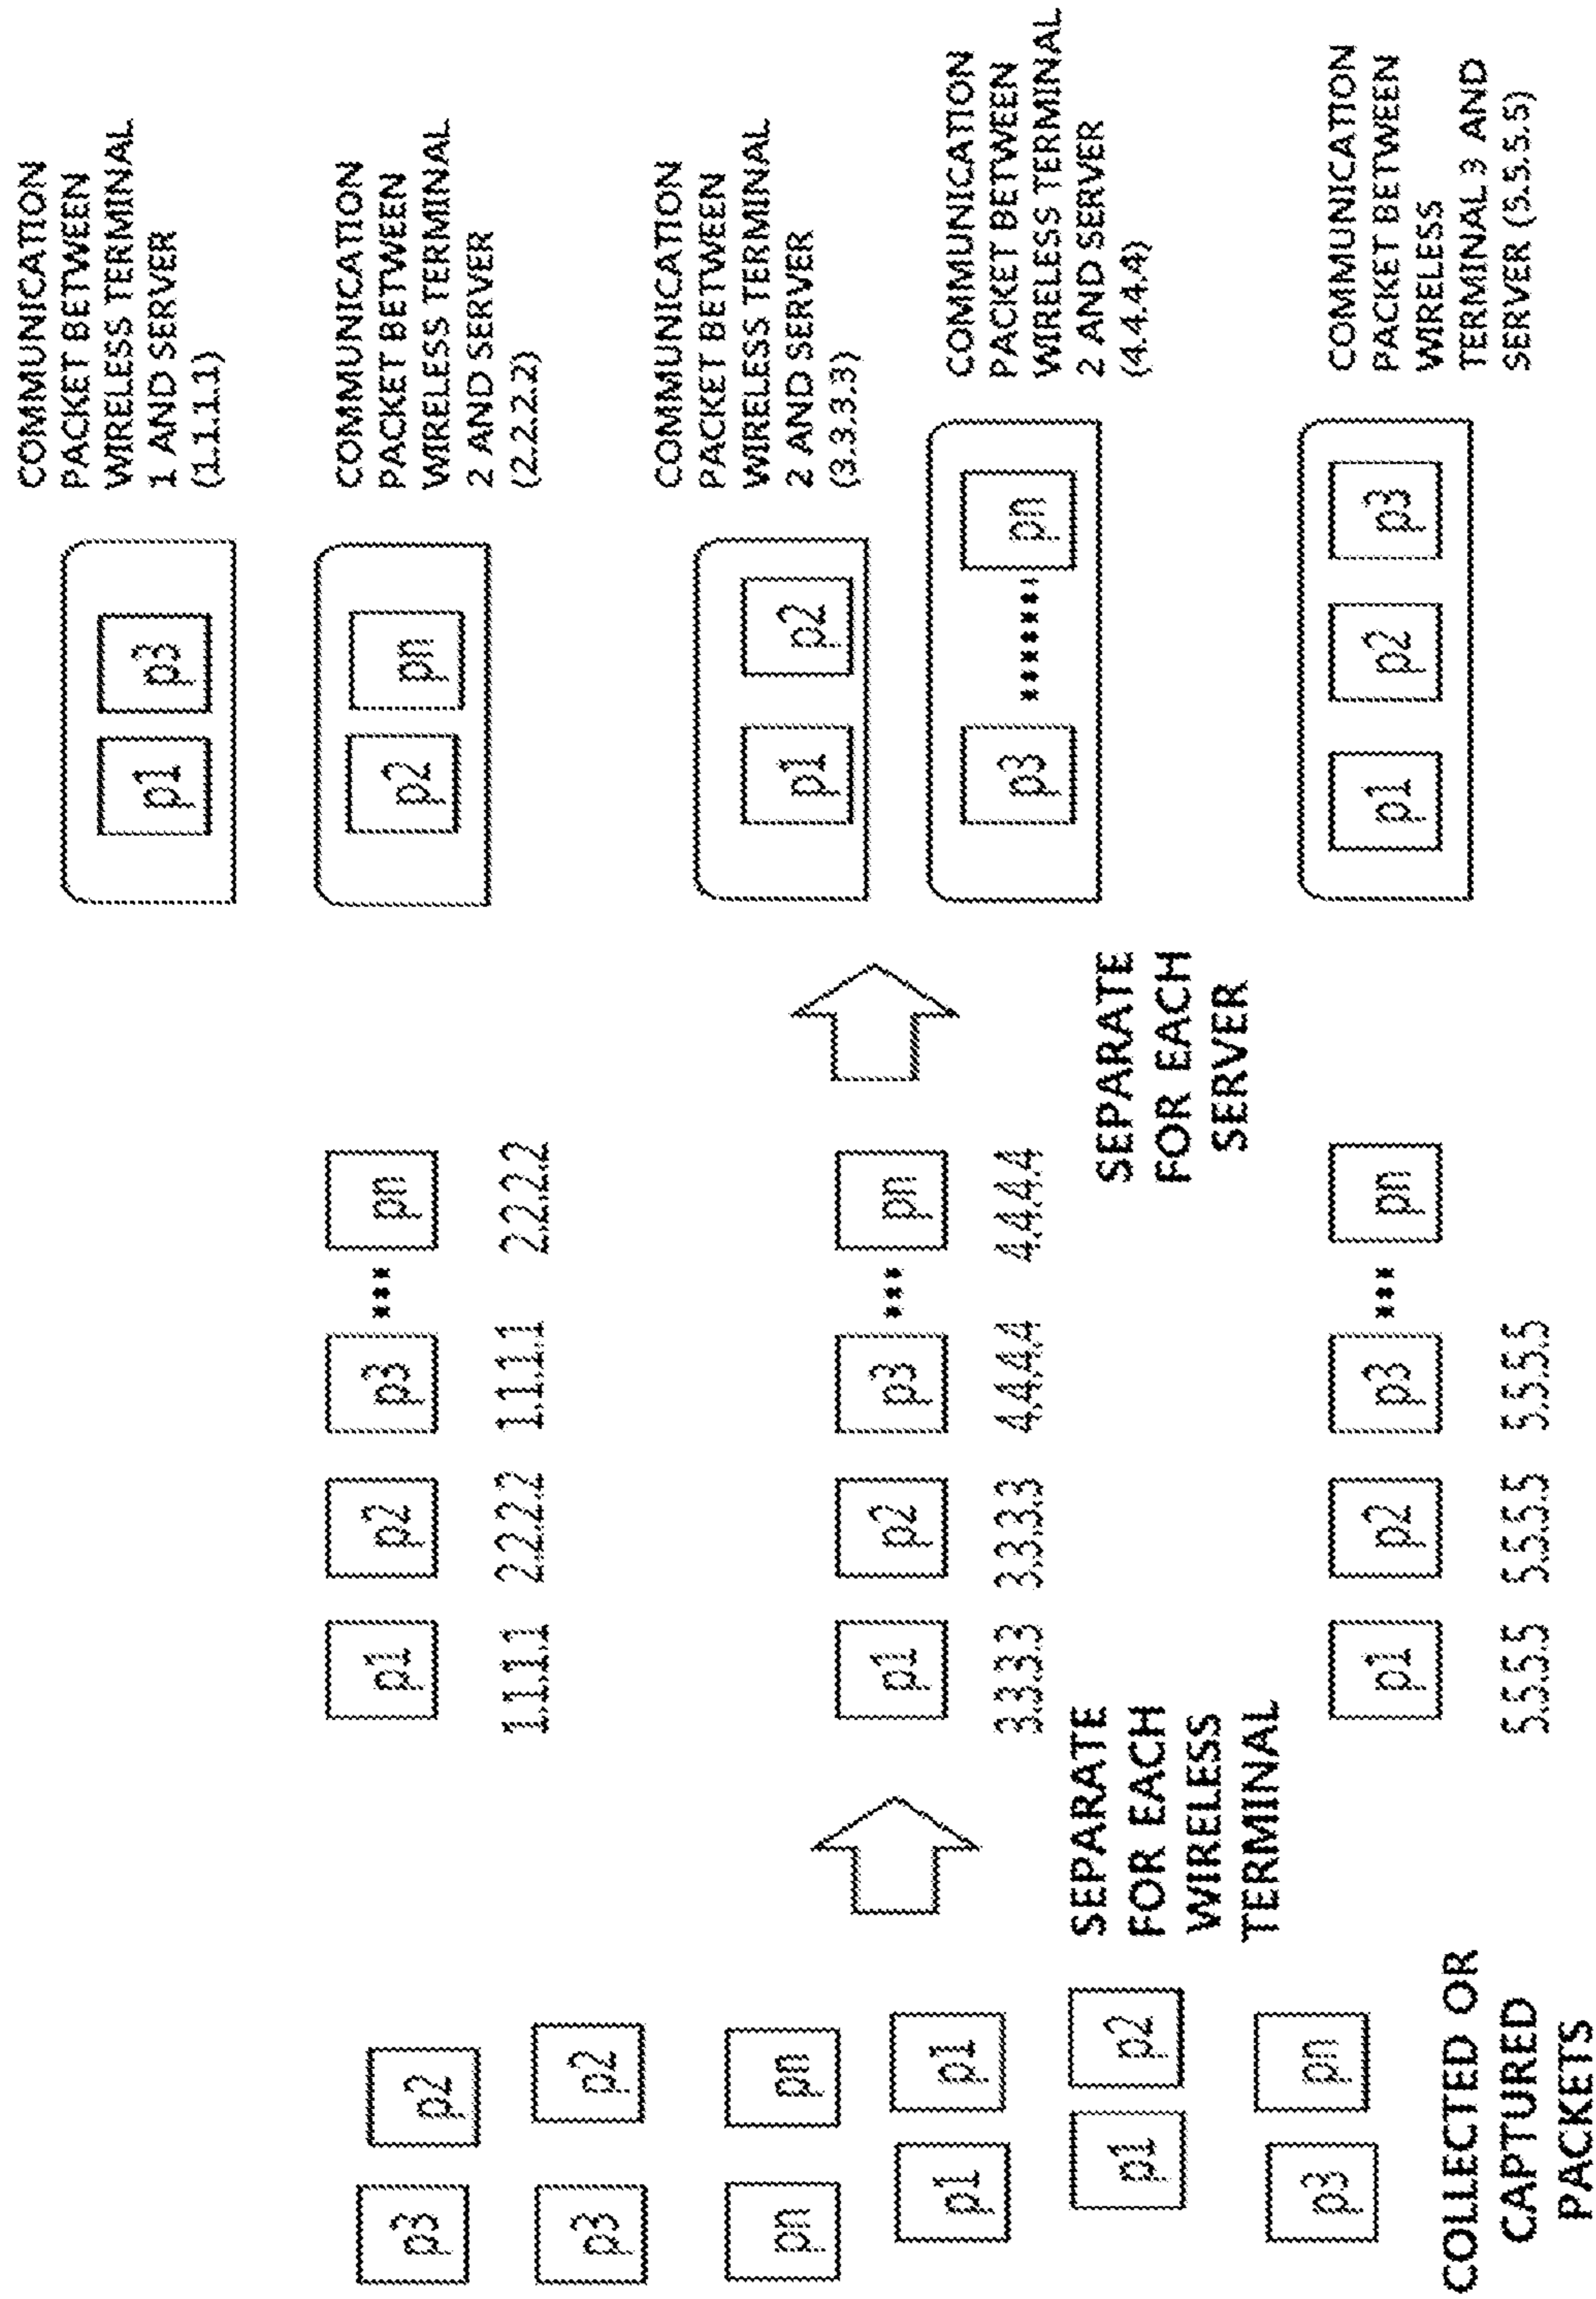 p3
p2
p3
p2
pn
pn
p1
p1
p1
p2
p3
pn
COLLECTED OR
CAPTURED
PACKETS
SEPARATE
FOR EACH
WIRELESS
TERMINAL
p1 p2 p3 ••• pn
1.1.1.1 2.2.2.2 1.1.1.1 2.2.2.2
p1 p2 p3 ••• pn
3.3.3.3 3.3.3.3 4.4.4.4 4.4.4.4
p1 p2 p3 ••• pn
5.5.5.5 5.5.5.5 5.5.5.5
SEPARATE
FOR EACH
SERVER
p1 p3
COMMUNICATION
PACKET BETWEEN
WIRELESS TERMINAL
1 AND SERVER
(1.1.1.1)
p2 pn
COMMUNICATION
PACKET BETWEEN
WIRELESS TERMINAL
2 AND SERVER
(2.2.2.2)
p1 p2
COMMUNICATION
PACKET BETWEEN
WIRELESS TERMINAL
2 AND SERVER
(3.3.3.3)
p3 ••••••• pn
COMMUNICATION
PACKET BETWEEN
WIRELESS TERMINAL
2 AND SERVER
(4.4.4.4)
p1 p2 p3
COMMUNICATION
PACKET BETWEEN
WIRELESS
TERMINAL 3 AND
SERVER (5.5.5.5)